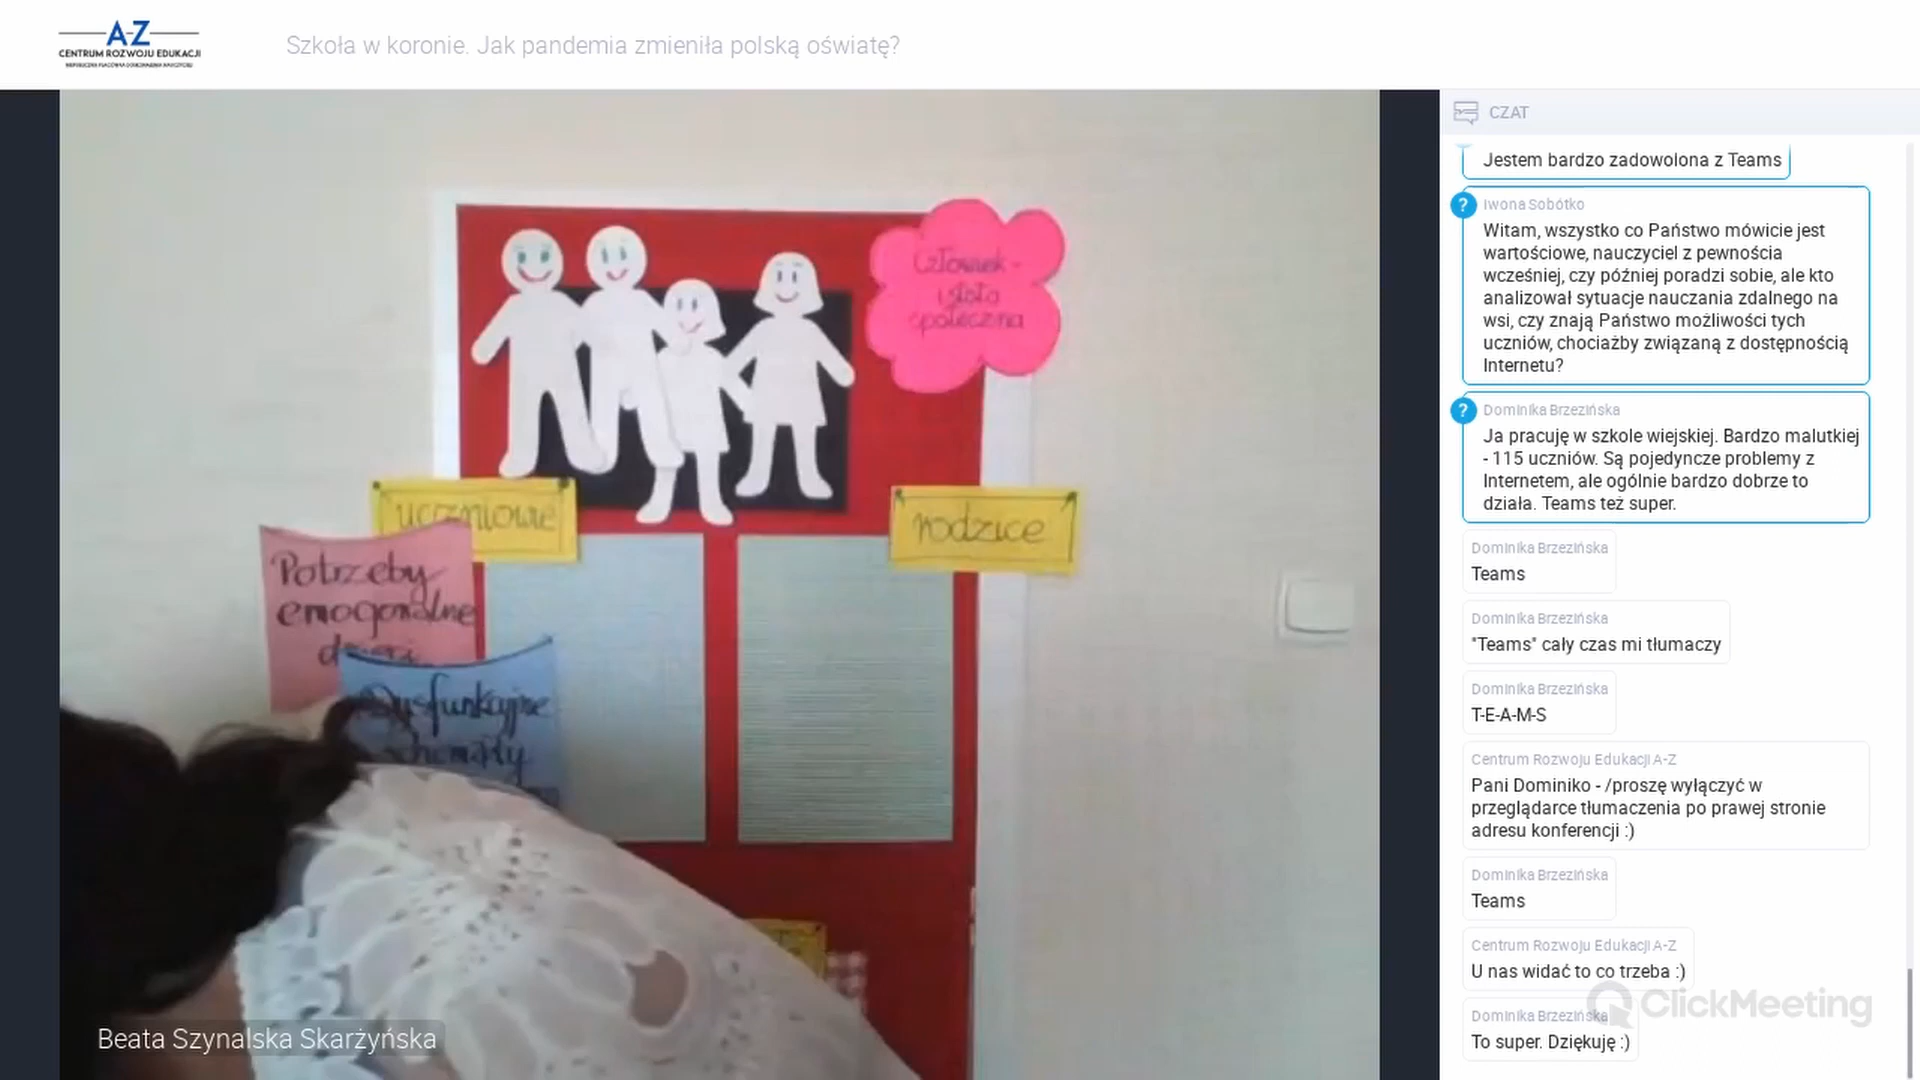 A-Z
CENTRUM ROZWOJU EDUKACJI
NIEPUBLICZNA PLACÓWKA DOSKONALENIA NAUCZYCIELI
Szkoła w koronie. Jak pandemia zmieniła polską oświatę?
Człowiek -
istota
społeczna
uczniowie
rodzice
Potrzeby
emocjonalne
dzieci
Dysfunkcyjne
schematy
Beata Szynalska Skarżyńska
CZAT
Jestem bardzo zadowolona z Teams
?
Iwona Sobótko
Witam, wszystko co Państwo mówicie jest
wartościowe, nauczyciel z pewnościa
wcześniej, czy później poradzi sobie, ale kto
analizował sytuacje nauczania zdalnego na
wsi, czy znają Państwo możliwości tych
uczniów, chociażby związaną z dostępnością
Internetu?
?
Dominika Brzezińska
Ja pracuję w szkole wiejskiej. Bardzo malutkiej
- 115 uczniów. Są pojedyncze problemy z
Internetem, ale ogólnie bardzo dobrze to
działa. Teams też super.
Dominika Brzezińska
Teams
Dominika Brzezińska
"Teams" cały czas mi tłumaczy
Dominika Brzezińska
T-E-A-M-S
Centrum Rozwoju Edukacji A-Z
Pani Dominiko - /proszę wyłączyć w
przeglądarce tłumaczenia po prawej stronie
adresu konferencji :)
Dominika Brzezińska
Teams
Centrum Rozwoju Edukacji A-Z
U nas widać to co trzeba :)
Dominika Brzezińska
To super. Dziękuję :)
ClickMeeting